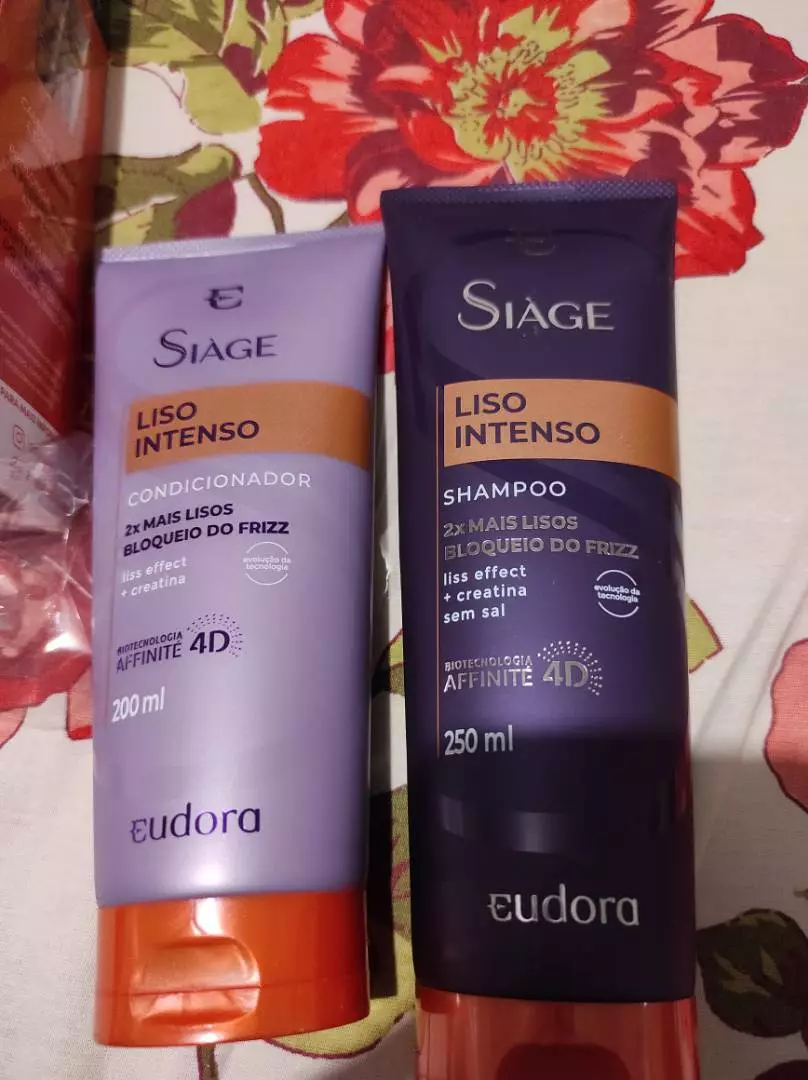 PARA MAIS
E
SIÀGE
LISO
INTENSO
CONDICIONADOR
2x MAIS LISOS
BLOQUEIO DO FRIZZ
liss effect
+ creatina
evolução da
tecnologia
BIOTECNOLOGIA
AFFINITÉ 4D
200 ml
eudora
E
SIÀGE
LISO
INTENSO
SHAMPOO
2x MAIS LISOS
BLOQUEIO DO FRIZZ
liss effect
+ creatina
sem sal
evolução da
tecnologia
BIOTECNOLOGIA
AFFINITÉ 4D
250 ml
eudora